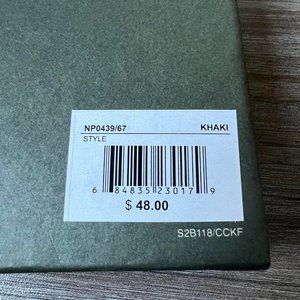 NP0439/67 KHAKI
STYLE
6 84835 23017 9
$ 48.00
S2B118/CCKF